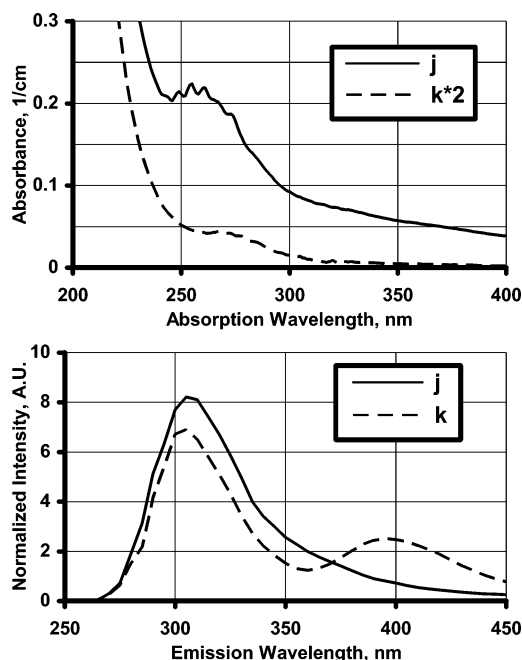 0.3
0.2
0.1
0
Absorbance, 1/cm
j
k*2
200 250 300 350 400
Absorption Wavelength, nm
10
8
6
4
2
0
Normalized Intensity, A.U.
j
k
250 300 350 400 450
Emission Wavelength, nm